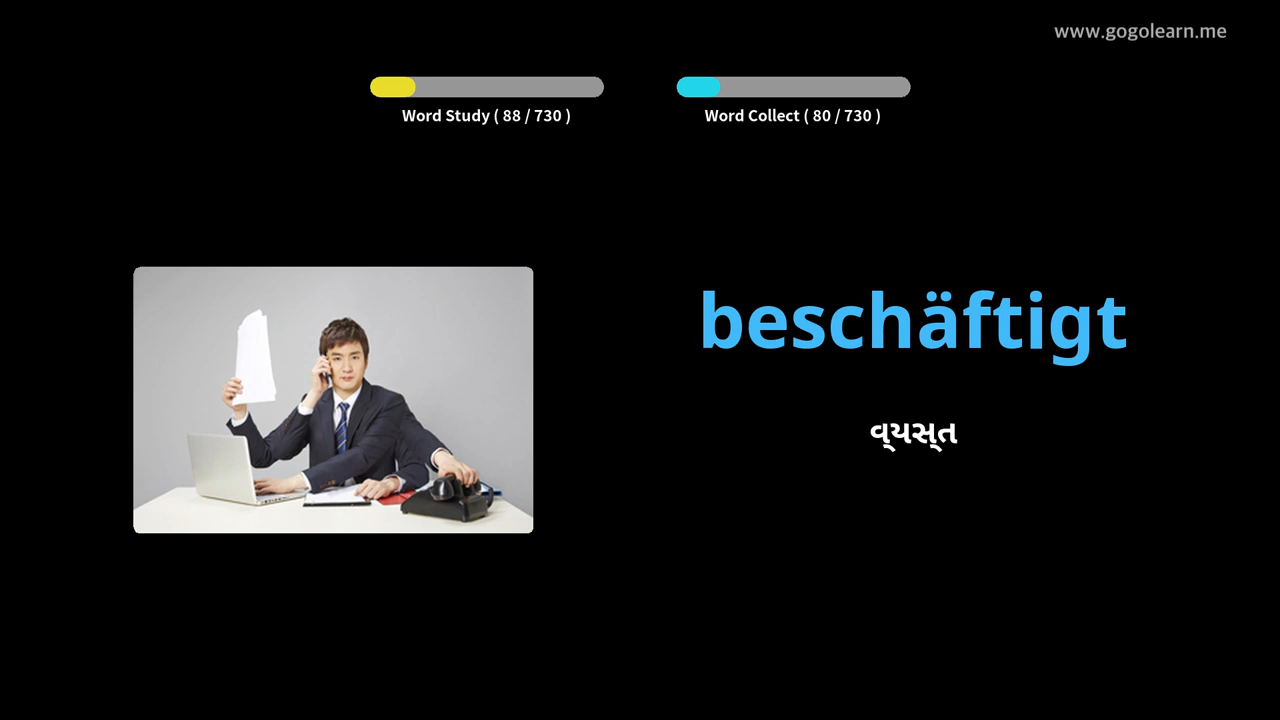 www.gogolearn.me
Word Study ( 88 / 730 )
Word Collect ( 80 / 730 )
beschäftigt
વ્યસ્ત